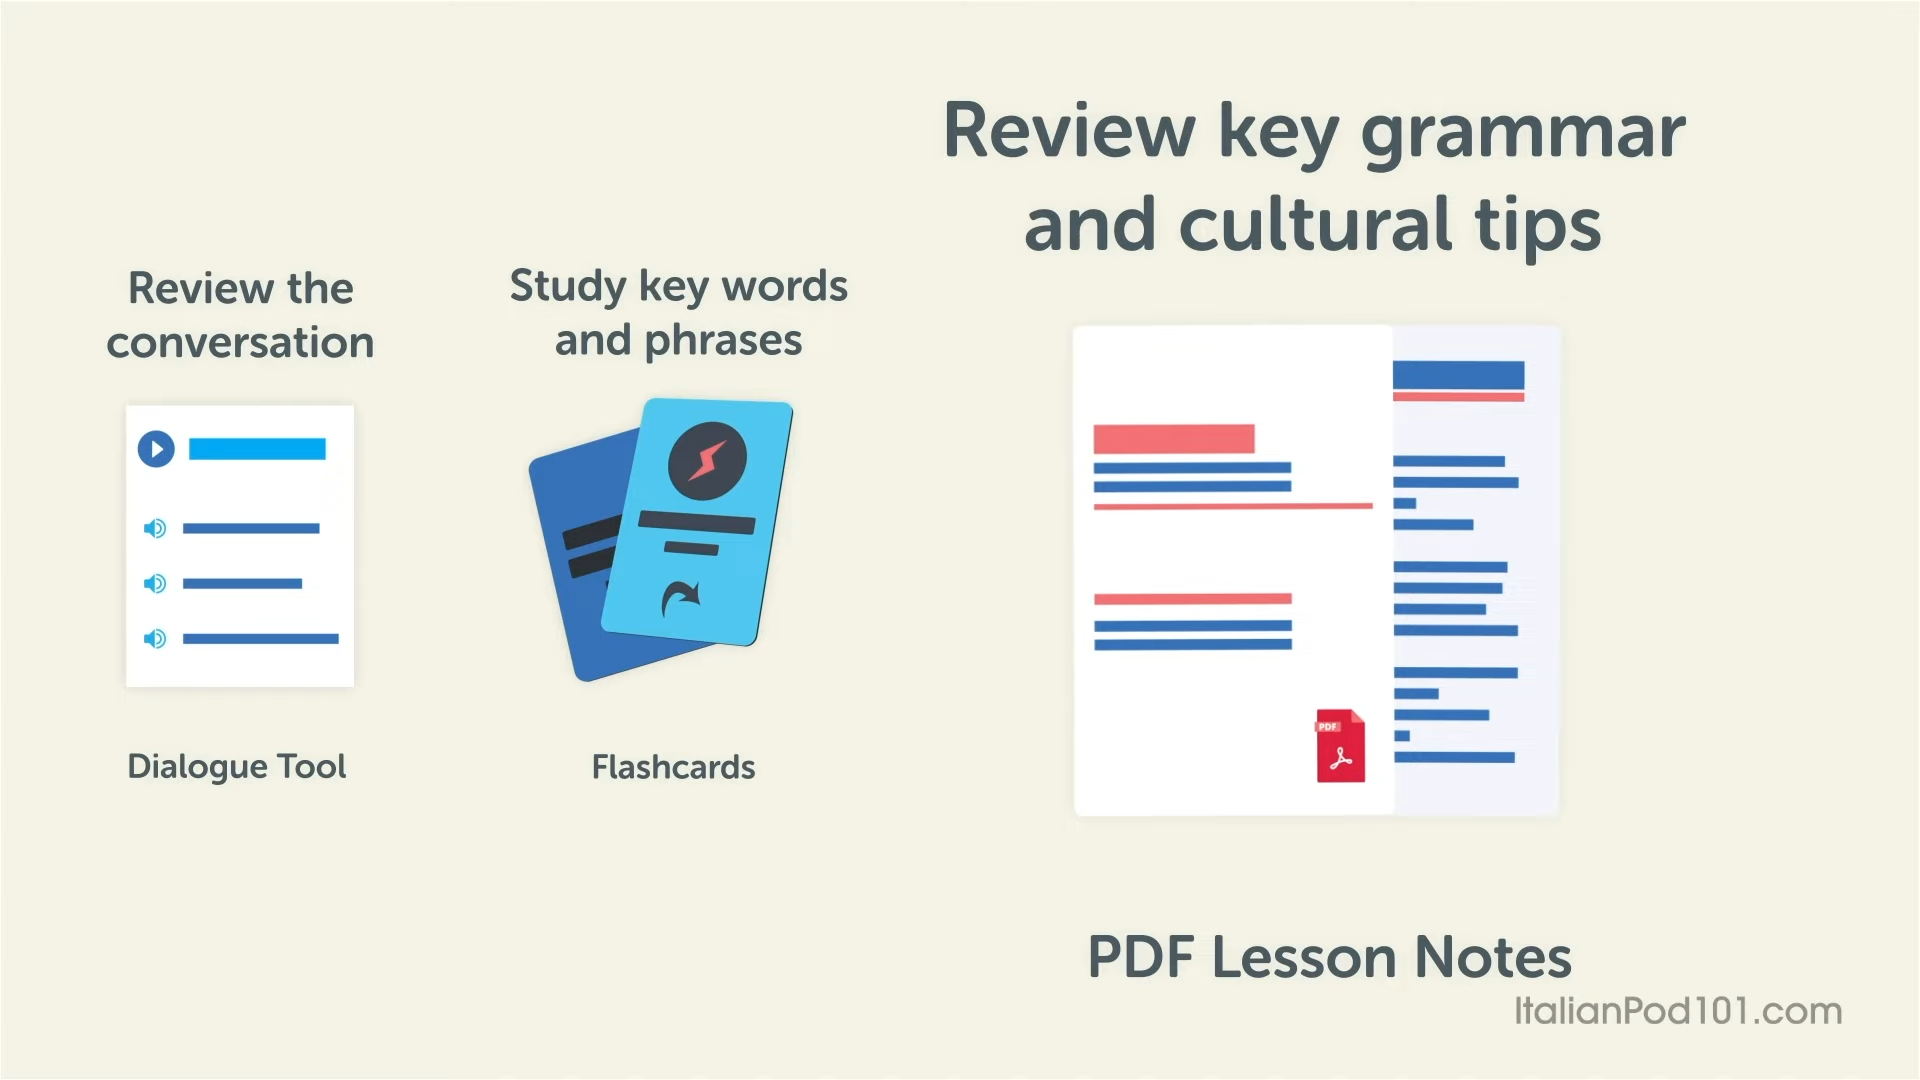 Review the
conversation
Dialogue Tool
Study key words
and phrases
Flashcards
Review key grammar
and cultural tips
PDF
PDF Lesson Notes
ItalianPod101.com